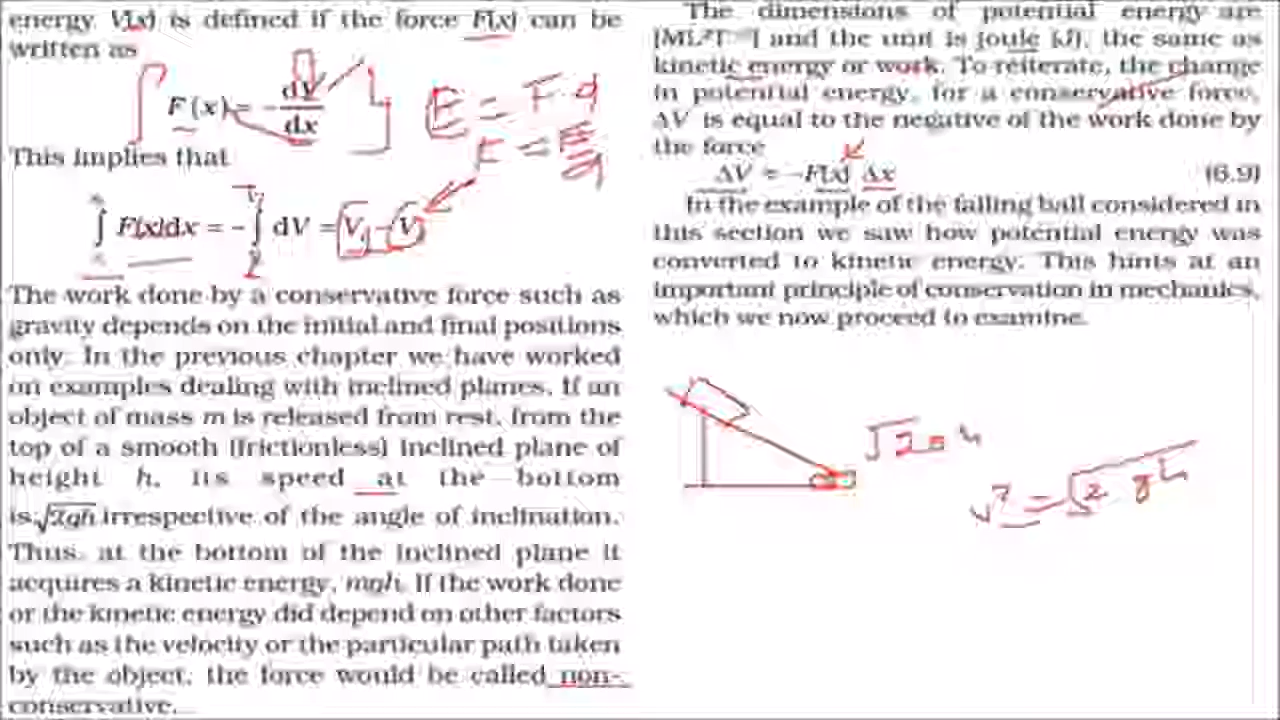 energy V(x) is defined if the force F(x) can be
written as
F (x) = - dV
dx
This implies that
∫ F(x)dx = - ∫ dV = V
The work done by a conservative force such as
gravity depends on the initial and final positions
only. In the previous chapter we have worked
on examples dealing with inclined planes. If an
object of mass m is released from rest, from the
top of a smooth (frictionless) inclined plane of
height h, its speed at the bottom
is √2gh irrespective of the angle of inclination.
Thus, at the bottom of the inclined plane it
acquires a kinetic energy, mgh. If the work done
or the kinetic energy did depend on other factors
such as the velocity or the particular path taken
by the object, the force would be called non-
conservative.
E = Fd
The dimensions of potential energy are
and the unit is joule (J), the same as
kinetic energy or work. To reiterate, the change
in potential energy, for a conservative force,
ΔV is equal to the negative of the work done by
the force
ΔV = -F(x) Δx (6.9)
In the example of the falling ball considered in
this section we saw how potential energy was
converted to kinetic energy. This hints at an
important principle of conservation in mechanics,
which we now proceed to examine.
= √2 gh